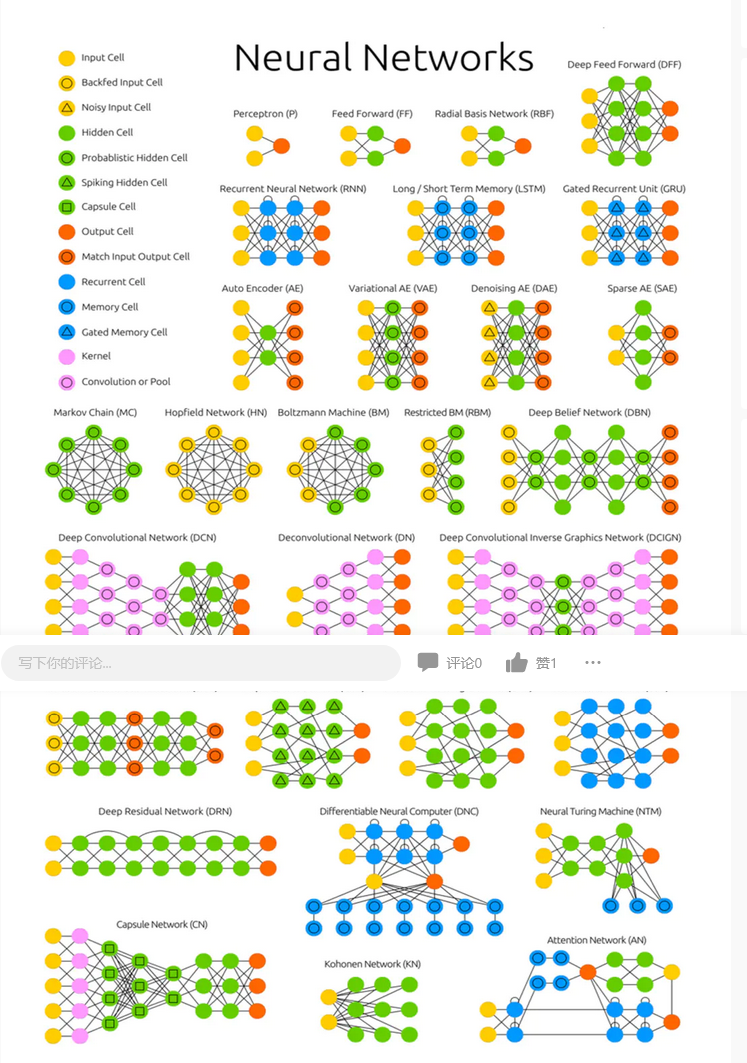 Neural Networks
Input Cell
Backfed Input Cell
Noisy Input Cell
Hidden Cell
Probablistic Hidden Cell
Spiking Hidden Cell
Capsule Cell
Output Cell
Match Input Output Cell
Recurrent Cell
Memory Cell
Gated Memory Cell
Kernel
Convolution or Pool
Deep Feed Forward (DFF)
Perceptron (P)
Feed Forward (FF)
Radial Basis Network (RBF)
Recurrent Neural Network (RNN)
Long / Short Term Memory (LSTM)
Gated Recurrent Unit (GRU)
Auto Encoder (AE)
Variational AE (VAE)
Denoising AE (DAE)
Sparse AE (SAE)
Markov Chain (MC)
Hopfield Network (HN)
Boltzmann Machine (BM)
Restricted BM (RBM)
Deep Belief Network (DBN)
Deep Convolutional Network (DCN)
Deconvolutional Network (DN)
Deep Convolutional Inverse Graphics Network (DCIGN)
写下你的评论...
评论0
赞1
Deep Residual Network (DRN)
Differentiable Neural Computer (DNC)
Neural Turing Machine (NTM)
Capsule Network (CN)
Kohonen Network (KN)
Attention Network (AN)